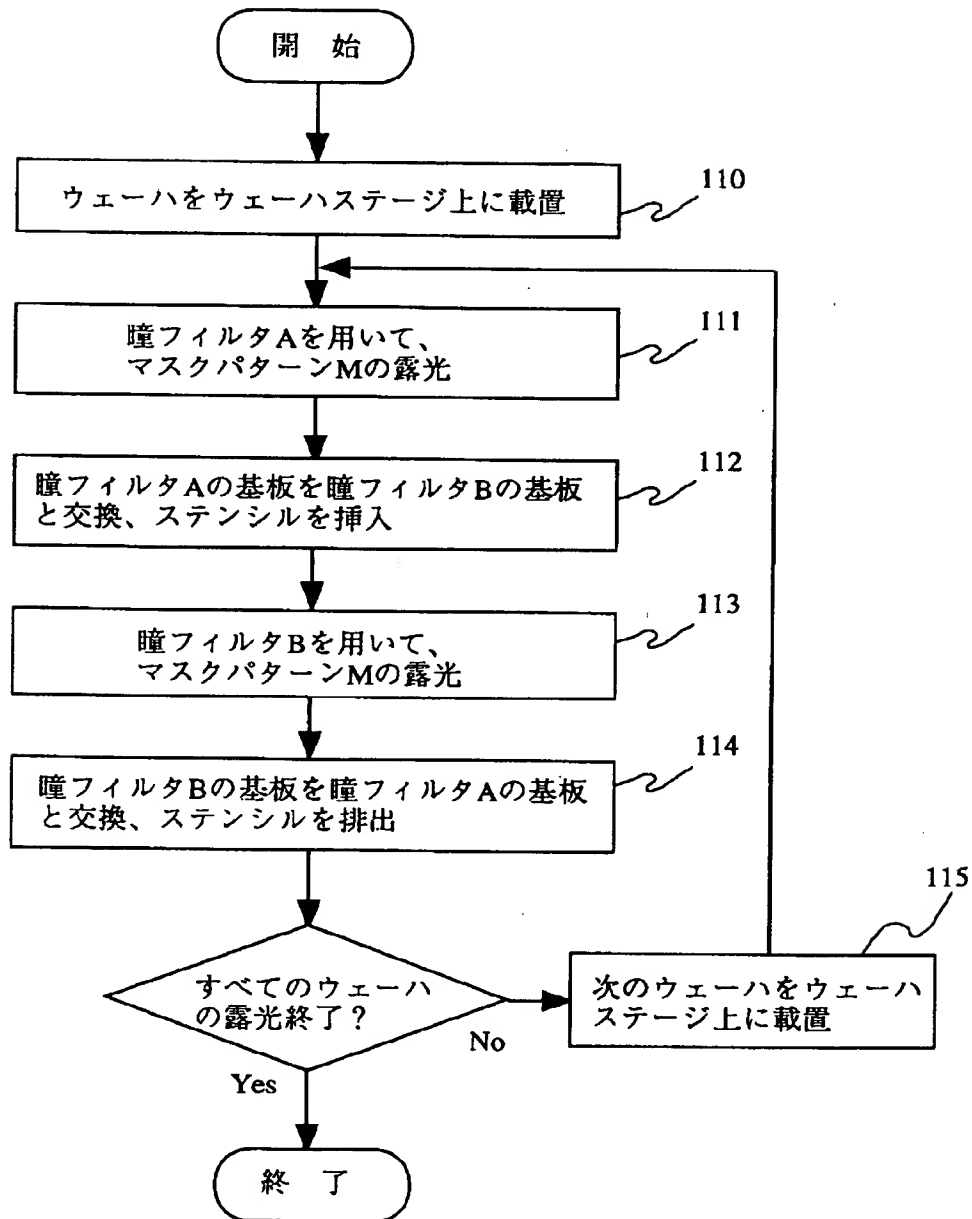 開 始
ウェーハをウェーハステージ上に載置
110
瞳フィルタAを用いて、
マスクパターンMの露光
111
瞳フィルタAの基板を瞳フィルタBの基板
と交換、ステンシルを挿入
112
瞳フィルタBを用いて、
マスクパターンMの露光
113
瞳フィルタBの基板を瞳フィルタAの基板
と交換、ステンシルを排出
114
すべてのウェーハ
の露光終了?
No
Yes
次のウェーハをウェーハ
ステージ上に載置
115
終 了